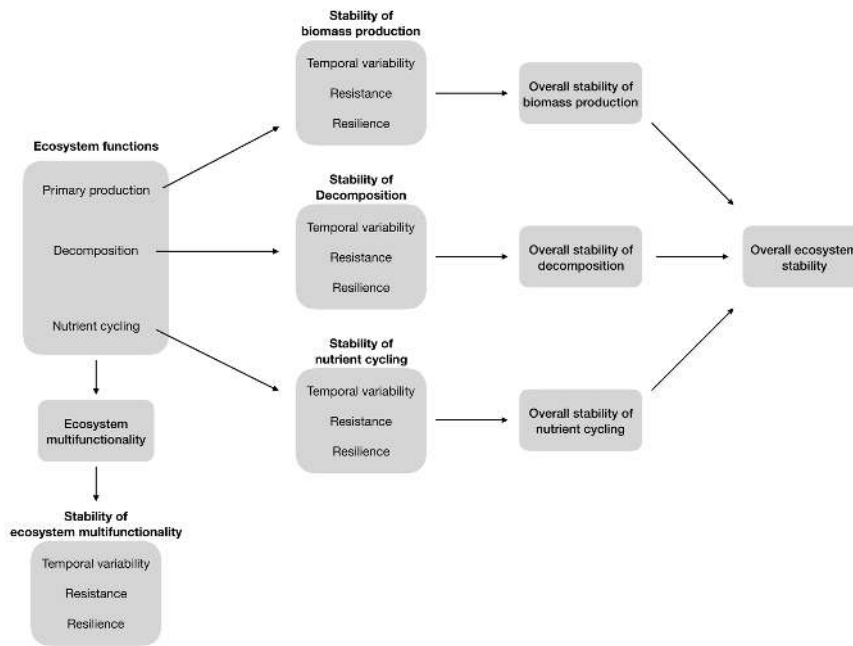 Stability of
biomass production
Temporal variability
Resistance
Resilience
Overall stability of
biomass production
Ecosystem functions
Primary production
Decomposition
Nutrient cycling
Stability of
Decomposition
Temporal variability
Resistance
Resilience
Overall stability of
decomposition
Overall ecosystem
stability
Stability of
nutrient cycling
Temporal variability
Resistance
Resilience
Overall stability of
nutrient cycling
Ecosystem
multifunctionality
Stability of
ecosystem multifunctionality
Temporal variability
Resistance
Resilience